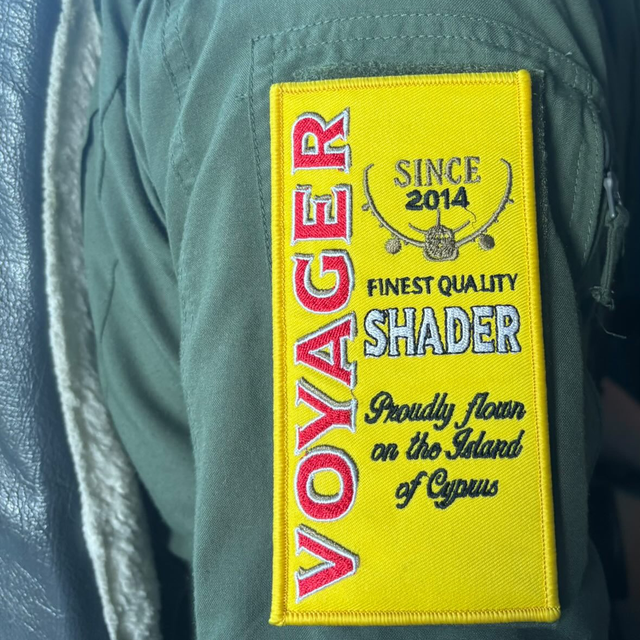 VOYAGER
SINCE
2014
FINEST QUALITY
SHADER
Proudly flown
on the Island
of Cyprus